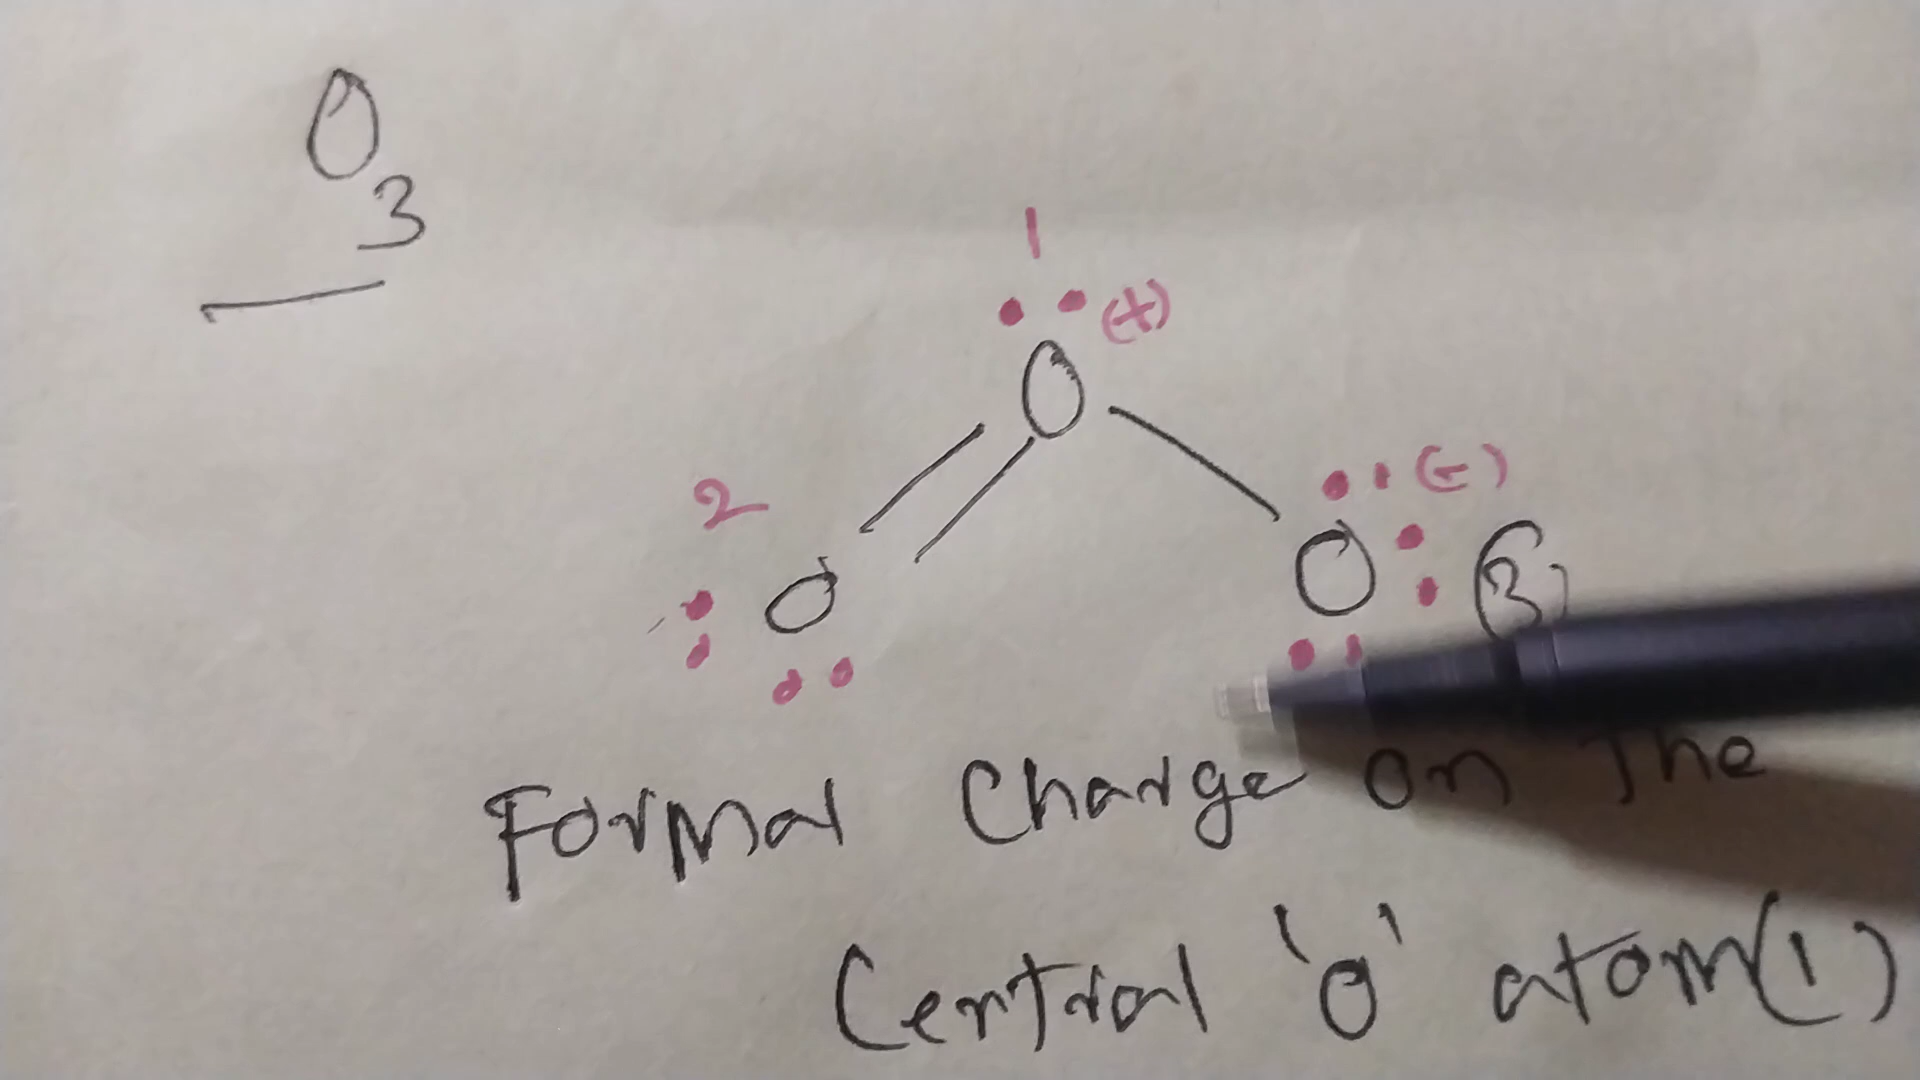 O3
1
(+)
O
2
(-)
O
O
(3)
Formal Charge on The
Central 'O' atom(1)